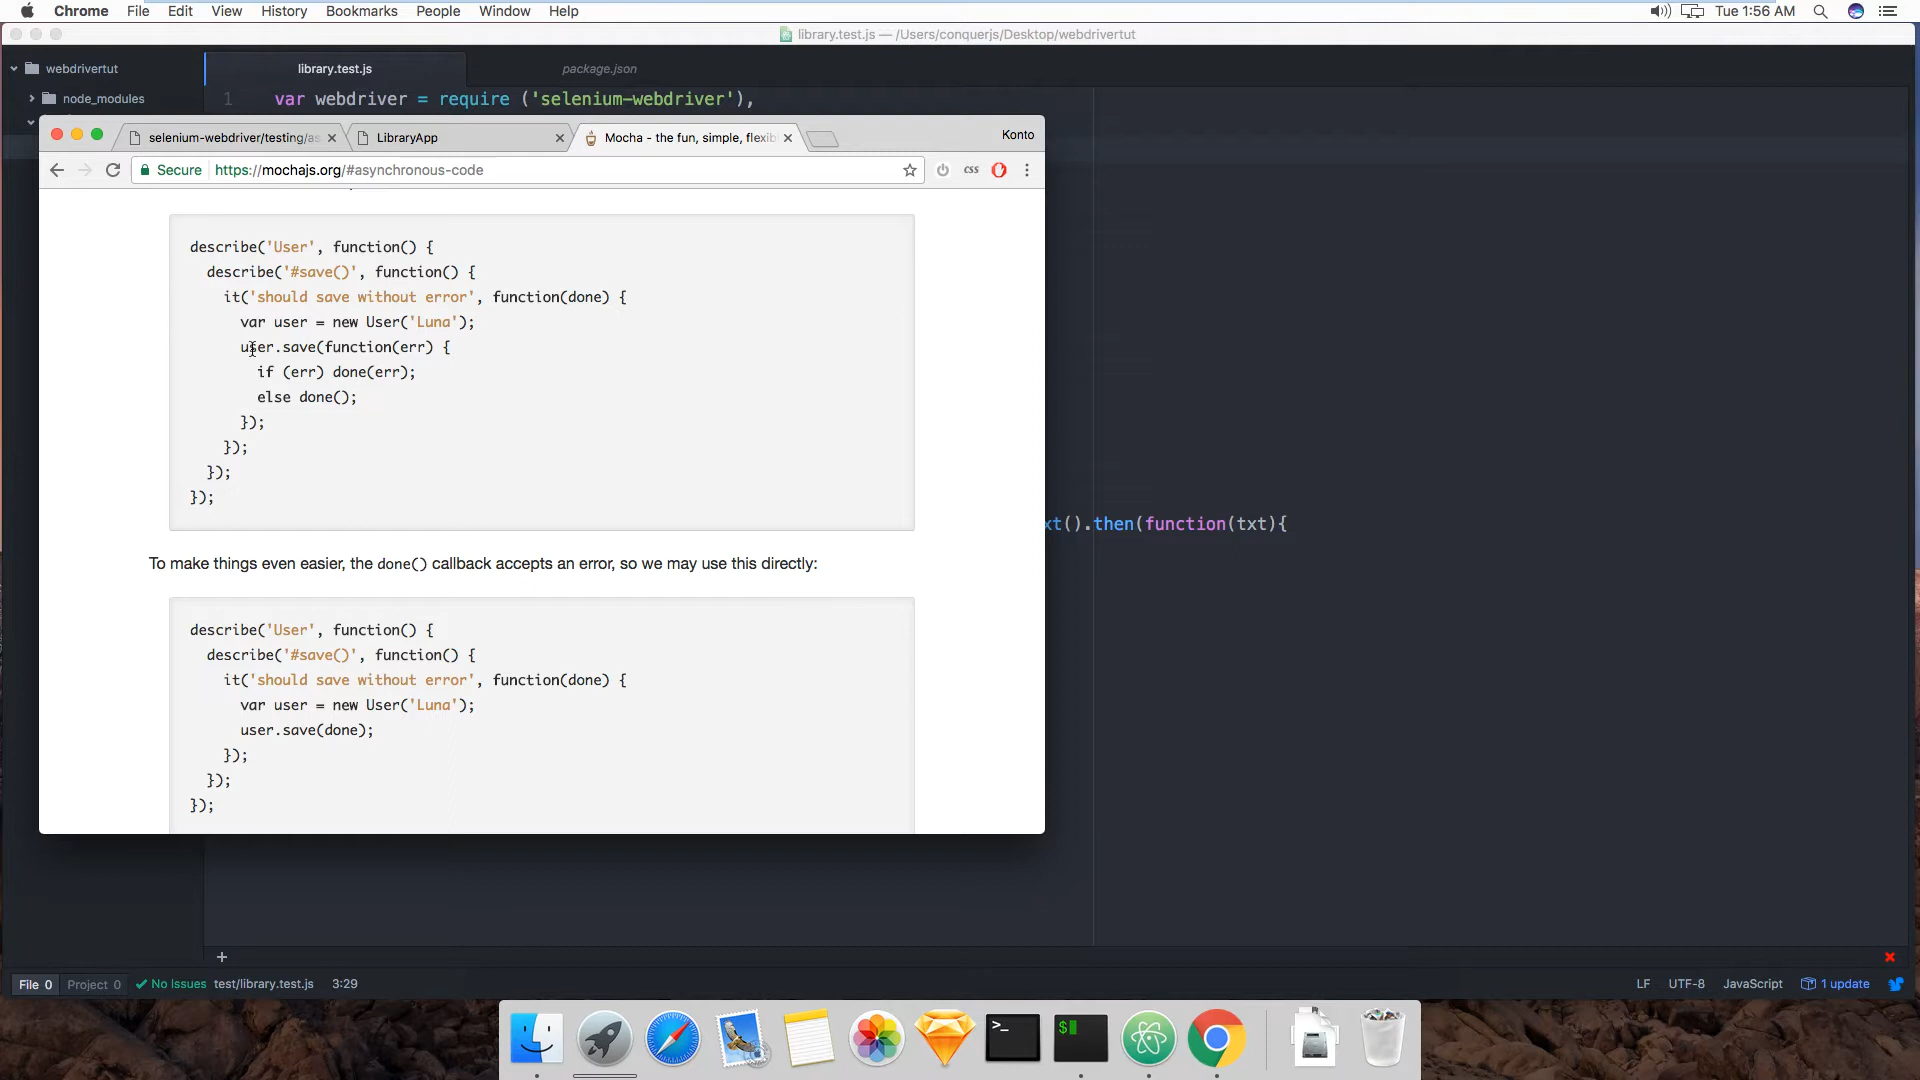 Chrome File Edit View History Bookmarks People Window Help Tue 1:56 AM
library.test.js — /Users/conquerjs/Desktop/webdrivertut
webdrivertut
library.test.js
package.json
node_modules
1 var webdriver = require ('selenium-webdriver'),
selenium-webdriver/testing/as
LibraryApp
Mocha - the fun, simple, flexib
Konto
Secure https://mochajs.org/#asynchronous-code
css
describe('User', function() {
describe('#save()', function() {
it('should save without error', function(done) {
var user = new User('Luna');
user.save(function(err) {
if (err) done(err);
else done();
});
});
});
});
xt().then(function(txt){
To make things even easier, the done() callback accepts an error, so we may use this directly:
describe('User', function() {
describe('#save()', function() {
it('should save without error', function(done) {
var user = new User('Luna');
user.save(done);
});
});
});
+
File 0 Project 0 No Issues test/library.test.js 3:29 LF UTF-8 JavaScript 1 update
>_
$